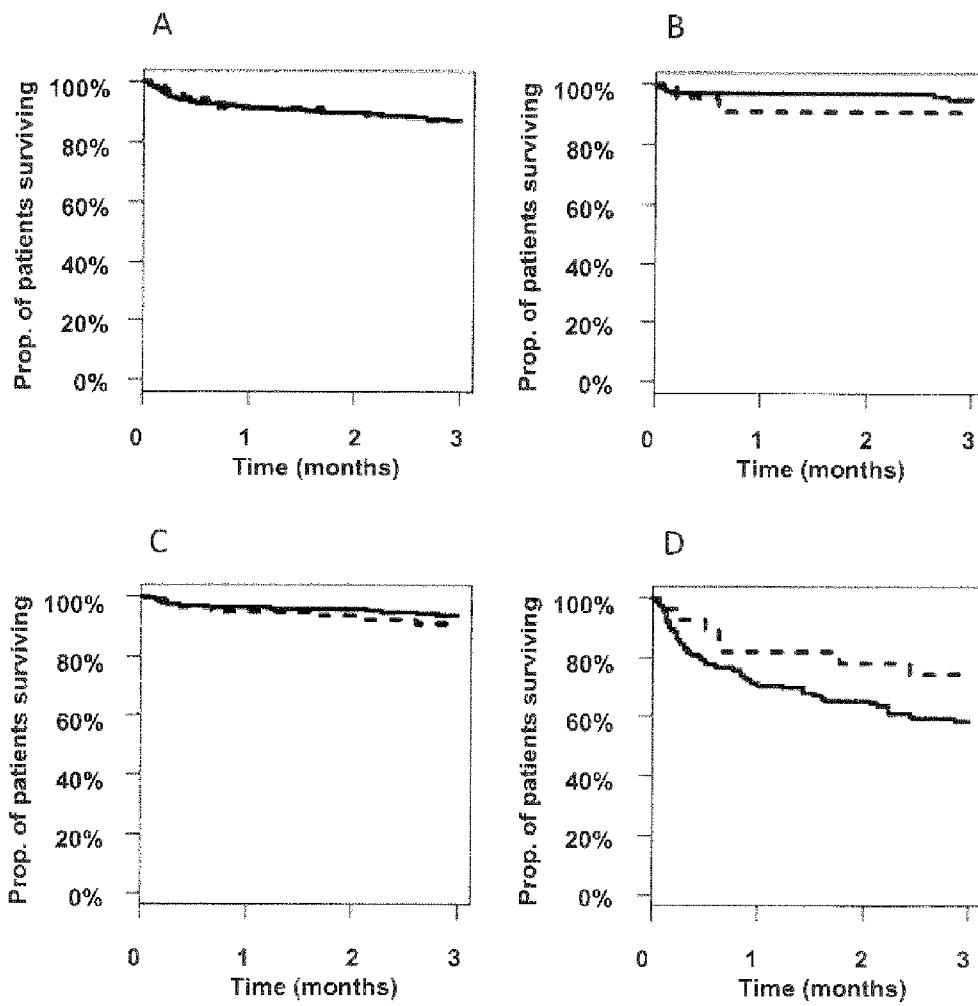 A
Prop. of patients surviving
100%
80%
60%
40%
20%
0%
0 1 2 3
Time (months)
B
Prop. of patients surviving
100%
80%
60%
40%
20%
0%
0 1 2 3
Time (months)
C
Prop. of patients surviving
100%
80%
60%
40%
20%
0%
0 1 2 3
Time (months)
D
Prop. of patients surviving
100%
80%
60%
40%
20%
0%
0 1 2 3
Time (months)